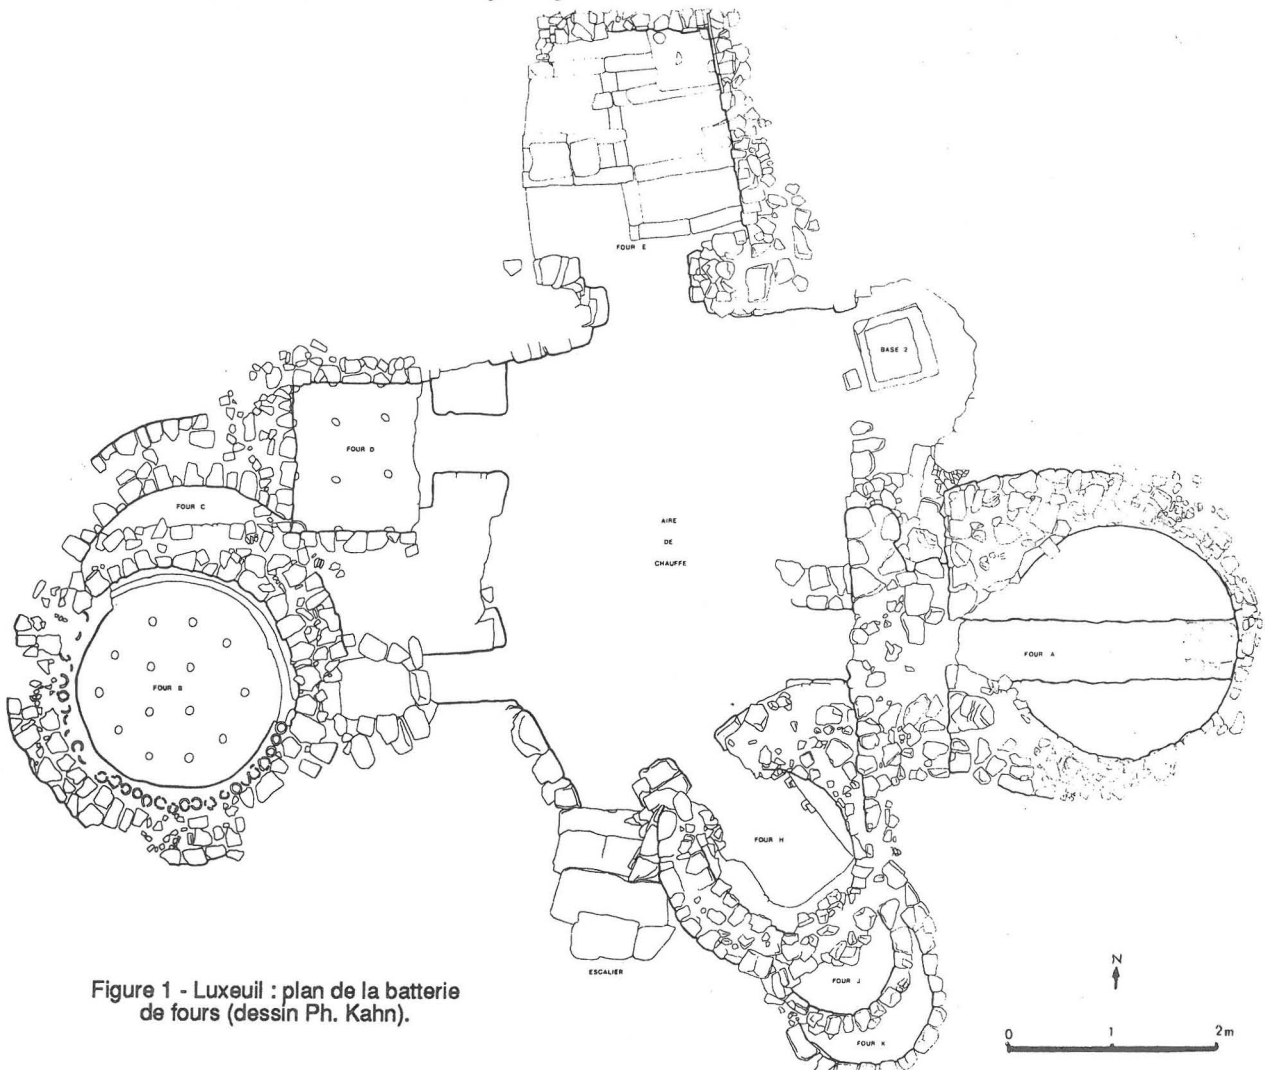 FOUR E
BASE 2
FOUR D
FOUR C
AIRE
DE
CHAUFFE
FOUR A
FOUR B
FOUR H
ESCALIER
FOUR J
FOUR K
N
0 1 2 m
Figure 1 - Luxeuil : plan de la batterie
de fours (dessin Ph. Kahn).